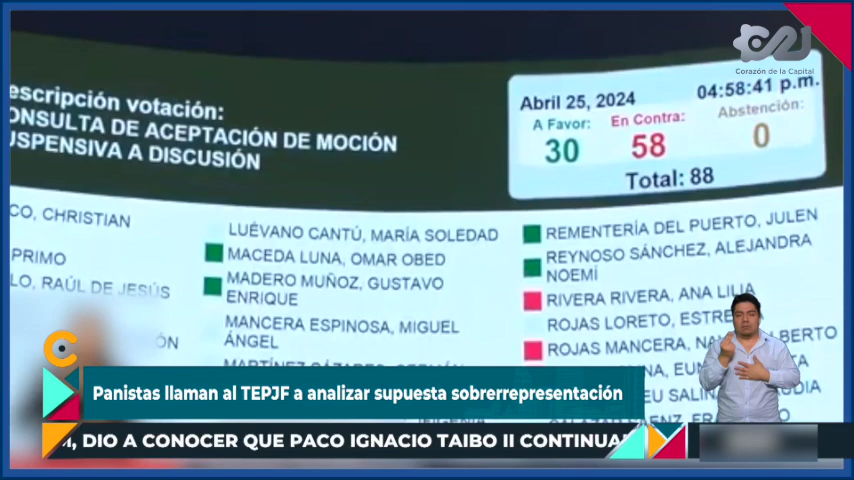 Corazón de la Capital
escripción votación:
ONSULTA DE ACEPTACIÓN DE MOCIÓN
USPENSIVA A DISCUSIÓN
Abril 25, 2024
04:58:41 p.m.
A Favor:
En Contra:
Abstención:
30
58
0
Total: 88
CO, CHRISTIAN
PRIMO
LO, RAÚL DE JESÚS
ÓN
LUÉVANO CANTÚ, MARÍA SOLEDAD
MACEDA LUNA, OMAR OBED
MADERO MUÑOZ, GUSTAVO
ENRIQUE
MANCERA ESPINOSA, MIGUEL
ÁNGEL
REMENTERÍA DEL PUERTO, JULEN
REYNOSO SÁNCHEZ, ALEJANDRA
NOEMÍ
RIVERA RIVERA, ANA LILIA
ROJAS LORETO, ESTRE
ROJAS MANCERA, NA LBERTO
Panistas llaman al TEPJF a analizar supuesta sobrerrepresentación
, DIO A CONOCER QUE PACO IGNACIO TAIBO II CONTINUA